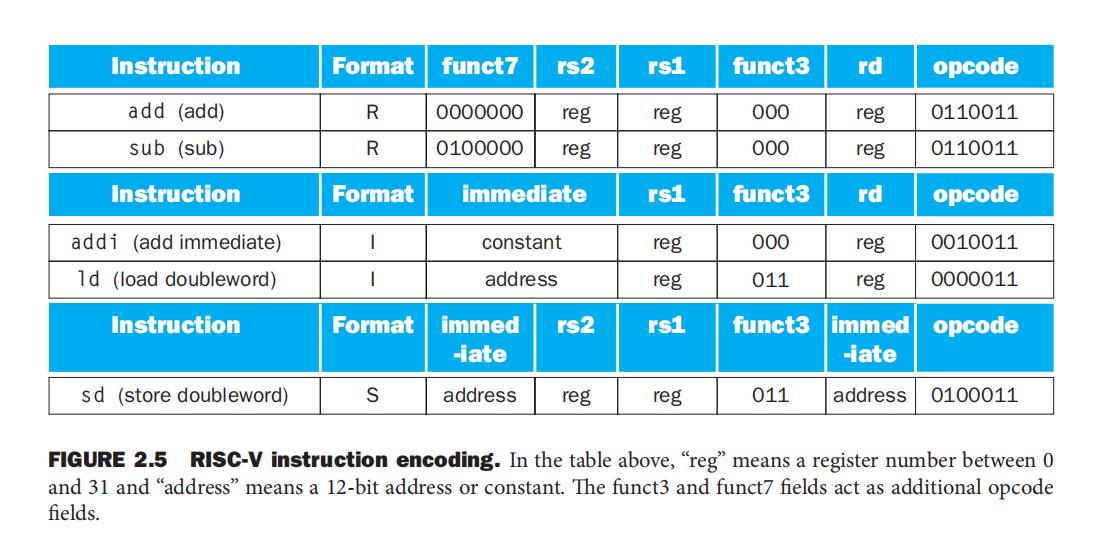 Instruction Format funct7 rs2 rs1 funct3 rd opcode
add (add) R 0000000 reg reg 000 reg 0110011
sub (sub) R 0100000 reg reg 000 reg 0110011
Instruction Format immediate rs1 funct3 rd opcode
addi (add immediate) I constant reg 000 reg 0010011
ld (load doubleword) I address reg 011 reg 0000011
Instruction Format immed rs2 rs1 funct3 immed opcode
-iate -iate
sd (store doubleword) S address reg reg 011 address 0100011
FIGURE 2.5 RISC-V instruction encoding. In the table above, “reg” means a register number between 0
and 31 and “address” means a 12-bit address or constant. The funct3 and funct7 fields act as additional opcode
fields.